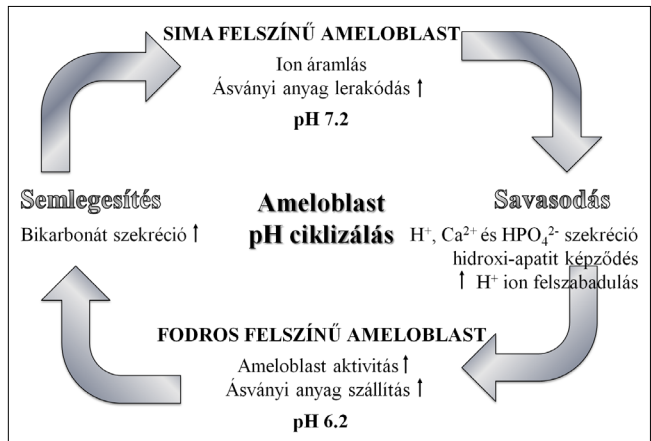 SIMA FELSZÍNŰ AMELOBLAST
Ion áramlás
Ásványi anyag lerakódás ↑
pH 7.2
Semlegesítés
Bikarbonát szekréció ↑
Ameloblast
pH ciklizálás
Savasodás
H⁺, Ca²⁺ és HPO₄²⁻ szekréció
hidroxi-apatit képződés
↑ H⁺ ion felszabadulás
FODROS FELSZÍNŰ AMELOBLAST
Ameloblast aktivitás ↑
Ásványi anyag szállítás ↑
pH 6.2